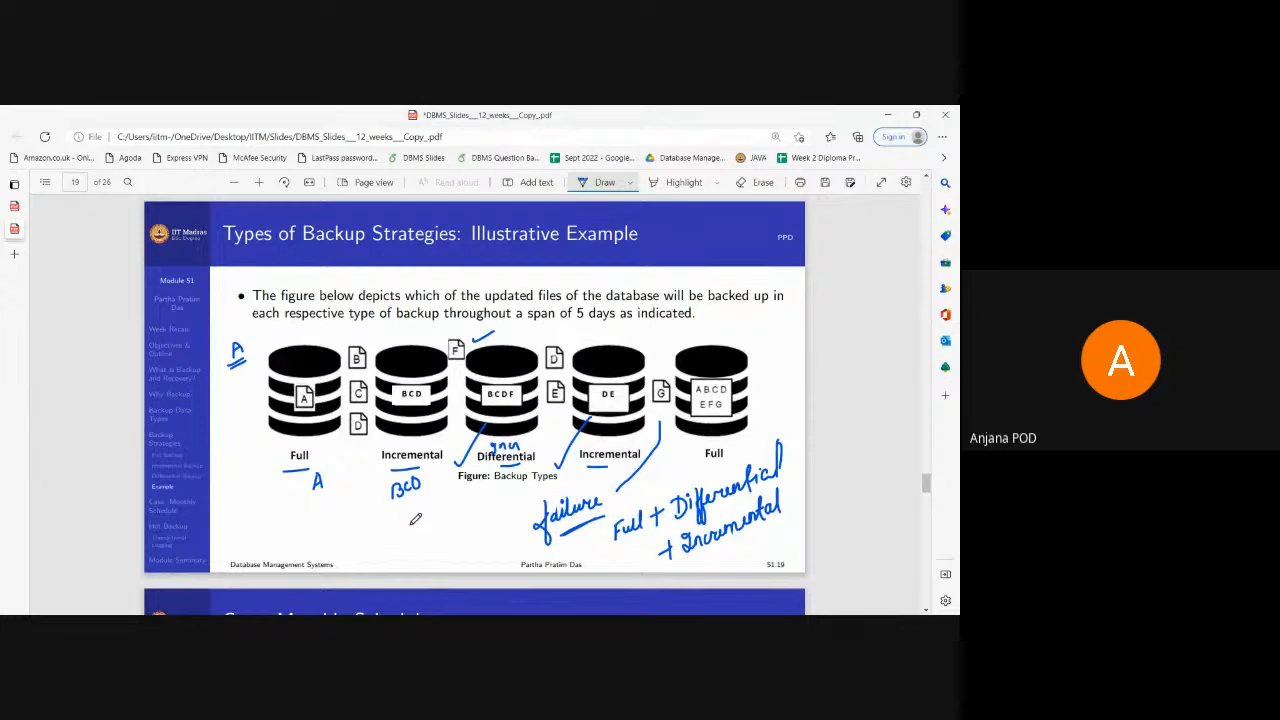 *DBMS_Slides__12_weeks__Copy_.pdf
File
C:/Users/iitm-/OneDrive/Desktop/IITM/Slides/DBMS_Slides__12_weeks__Copy_.pdf
Sign in
Amazon.co.uk - Onl...
Agoda
Express VPN
McAfee Security
LastPass password...
DBMS Slides
DBMS Question Ba...
Sept 2022 - Google...
Database Manage...
JAVA
Week 2 Diploma Pr...
19 of 26
Page view
Read aloud
Add text
Draw
Highlight
Erase
IIT Madras
BSc Degree
Types of Backup Strategies: Illustrative Example
PPD
Module 51
Partha Pratim
Das
Week Recap
Objectives &
Outline
What is Backup
and Recovery?
Why Backup
Backup Data
Types
Backup
Strategies
Full Backup
Incremental Backup
Differential Backup
Example
Case: Monthly
Schedule
Hot Backup
Transactional
Logging
Module Summary
• The figure below depicts which of the updated files of the database will be backed up in
each respective type of backup throughout a span of 5 days as indicated.
A
A
B
C
D
B C D
F
B C D F
D
E
D E
G
A B C D
E F G
Full
Incremental
Differential
Incremental
Full
Figure: Backup Types
A
BCD
failure
Full + Differential
+ Incremental
Database Management Systems
Partha Pratim Das
51.19
A
Anjana POD